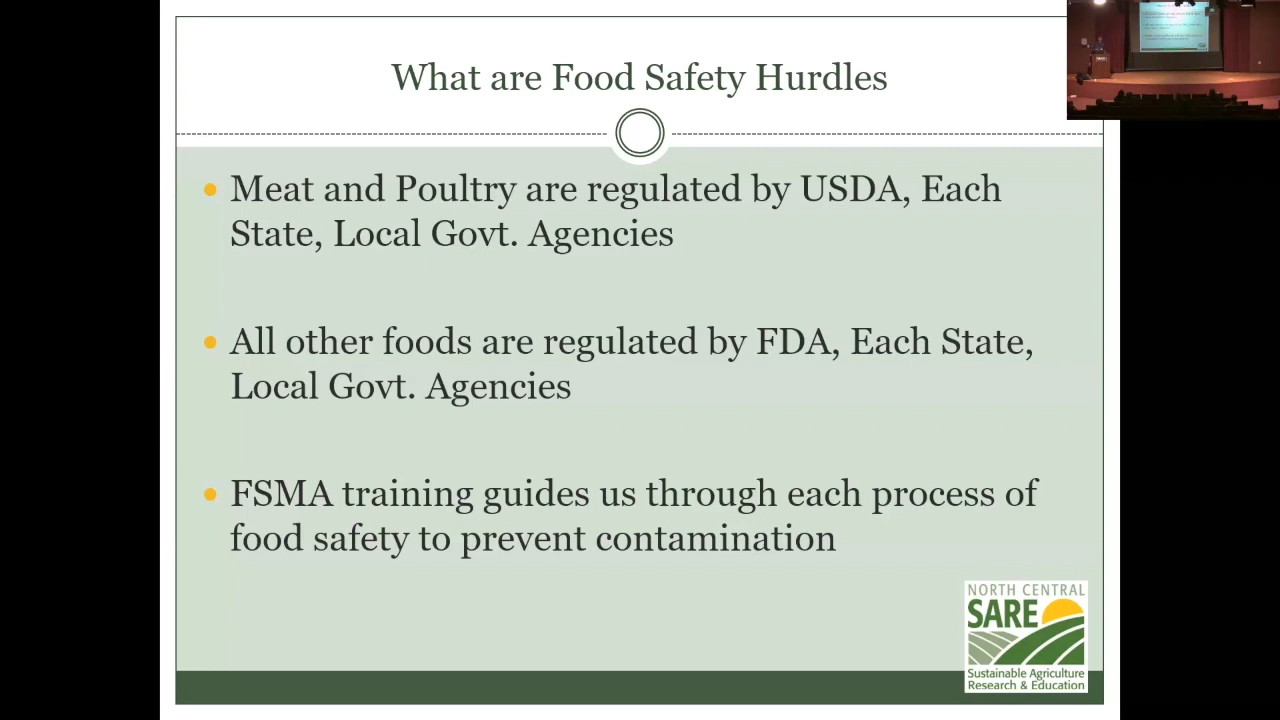 What are Food Safety Hurdles
Meat and Poultry are regulated by USDA, Each
State, Local Govt. Agencies
All other foods are regulated by FDA, Each State,
Local Govt. Agencies
FSMA training guides us through each process of
food safety to prevent contamination
NORTH CENTRAL
SARE
Sustainable Agriculture
Research & Education